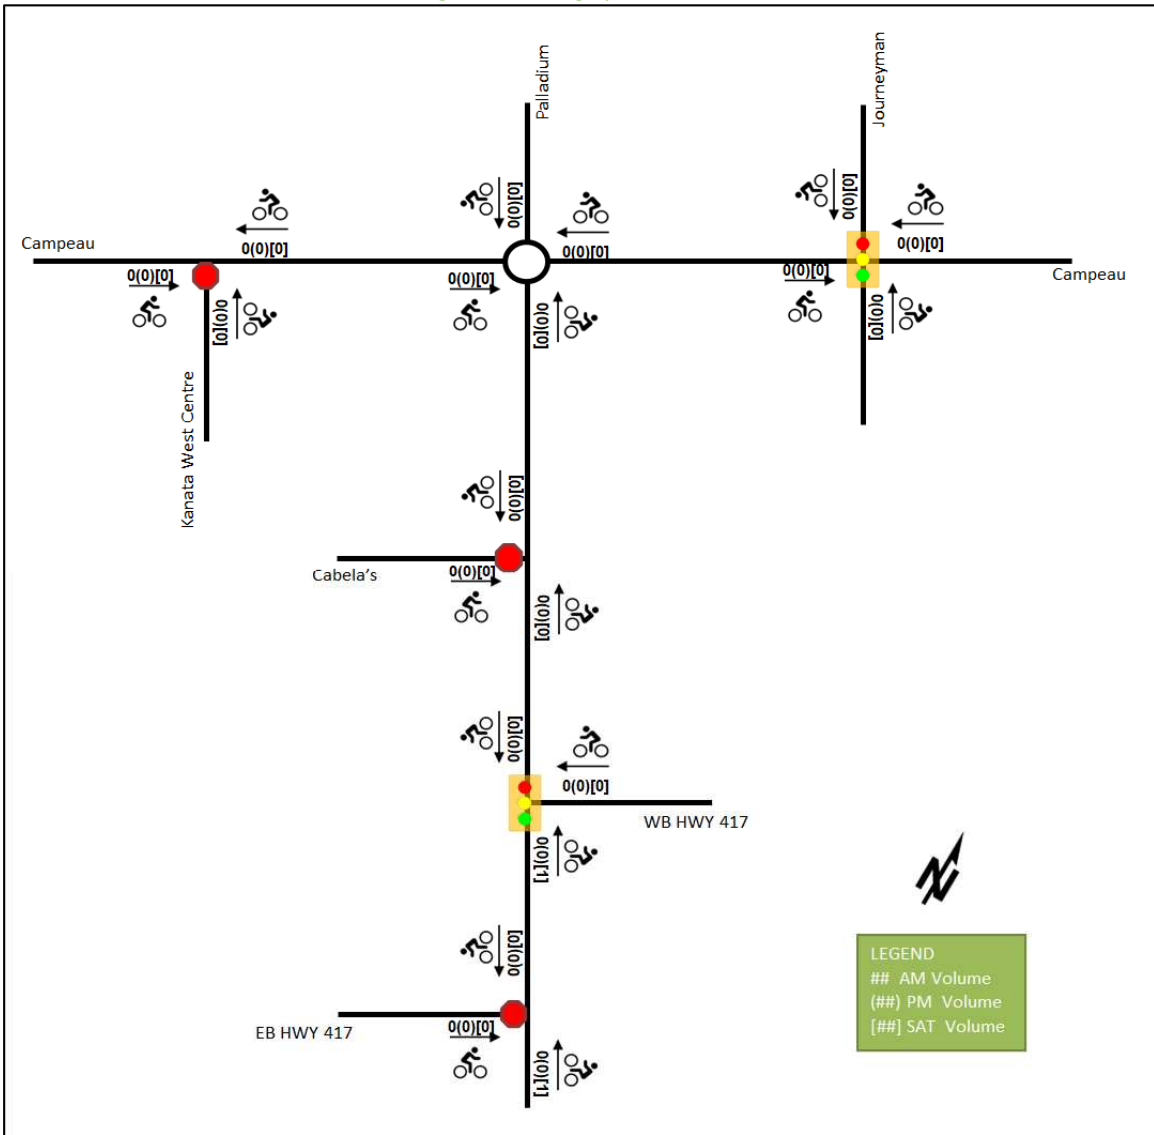 Palladium
Journeyman
0(0)[0]
0(0)[0]
0(0)[0]
0(0)[0]
0(0)[0]
0(0)[0]
Campeau
0(0)[0]
0(0)[0]
0(0)[0]
Campeau
0(0)[0]
0(0)[0]
0(0)[0]
Kanata West Centre
0(0)[0]
Cabela's
0(0)[0]
0(0)[0]
0(0)[0]
0(0)[0]
WB HWY 417
0(0)[1]
0(0)[0]
EB HWY 417
0(0)[0]
0(0)[1]
N
LEGEND
## AM Volume
(##) PM Volume
[##] SAT Volume